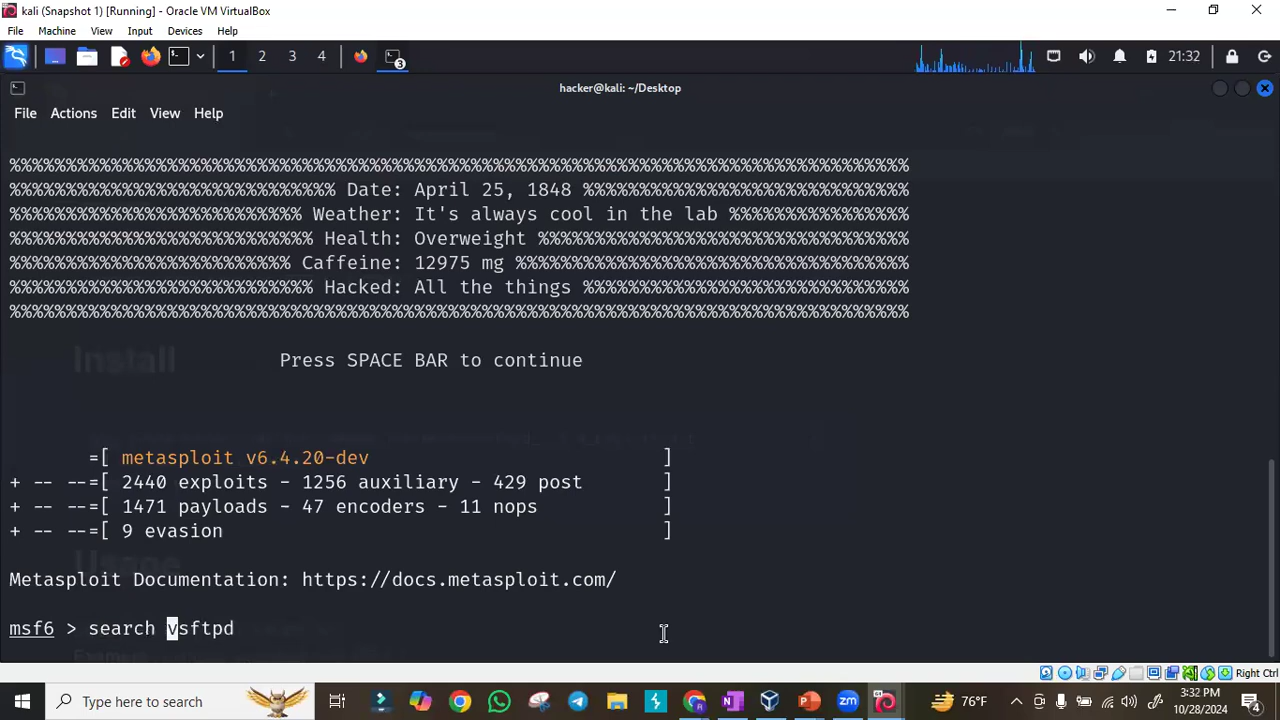 kali (Snapshot 1) [Running] - Oracle VM VirtualBox
File Machine View Input Devices Help
1 2 3 4 3 21:32
hacker@kali: ~/Desktop
File Actions Edit View Help
%%%%%%%%%%%%%%%%%%%%%%%%%%%%%%%%%%%%%%%%%%%%%%%%%%%%%%%%%%%%%%%%%%%%%%%%%%%%%%%%%%
%%%%%%%%%%%%%%%%%%%%%%%%%%%%% Date: April 25, 1848 %%%%%%%%%%%%%%%%%%%%%%%%%%%%%
%%%%%%%%%%%%%%%%%%%%%%%%%% Weather: It's always cool in the lab %%%%%%%%%%%%%%%%
%%%%%%%%%%%%%%%%%%%%%%%%%%% Health: Overweight %%%%%%%%%%%%%%%%%%%%%%%%%%%%%%%%%
%%%%%%%%%%%%%%%%%%%%%%%%% Caffeine: 12975 mg %%%%%%%%%%%%%%%%%%%%%%%%%%%%%%%%%%%
%%%%%%%%%%%%%%%%%%%%%%%%%%% Hacked: All the things %%%%%%%%%%%%%%%%%%%%%%%%%%%%%
%%%%%%%%%%%%%%%%%%%%%%%%%%%%%%%%%%%%%%%%%%%%%%%%%%%%%%%%%%%%%%%%%%%%%%%%%%%%%%%%%%
Install
Press SPACE BAR to continue
=[ metasploit v6.4.20-dev ]
+ -- --=[ 2440 exploits - 1256 auxiliary - 429 post ]
+ -- --=[ 1471 payloads - 47 encoders - 11 nops ]
+ -- --=[ 9 evasion ]
Usage
Metasploit Documentation: https://docs.metasploit.com/
msf6 > search vsftpd
Right Ctrl
Type here to search
76°F
3:32 PM
10/28/2024
4